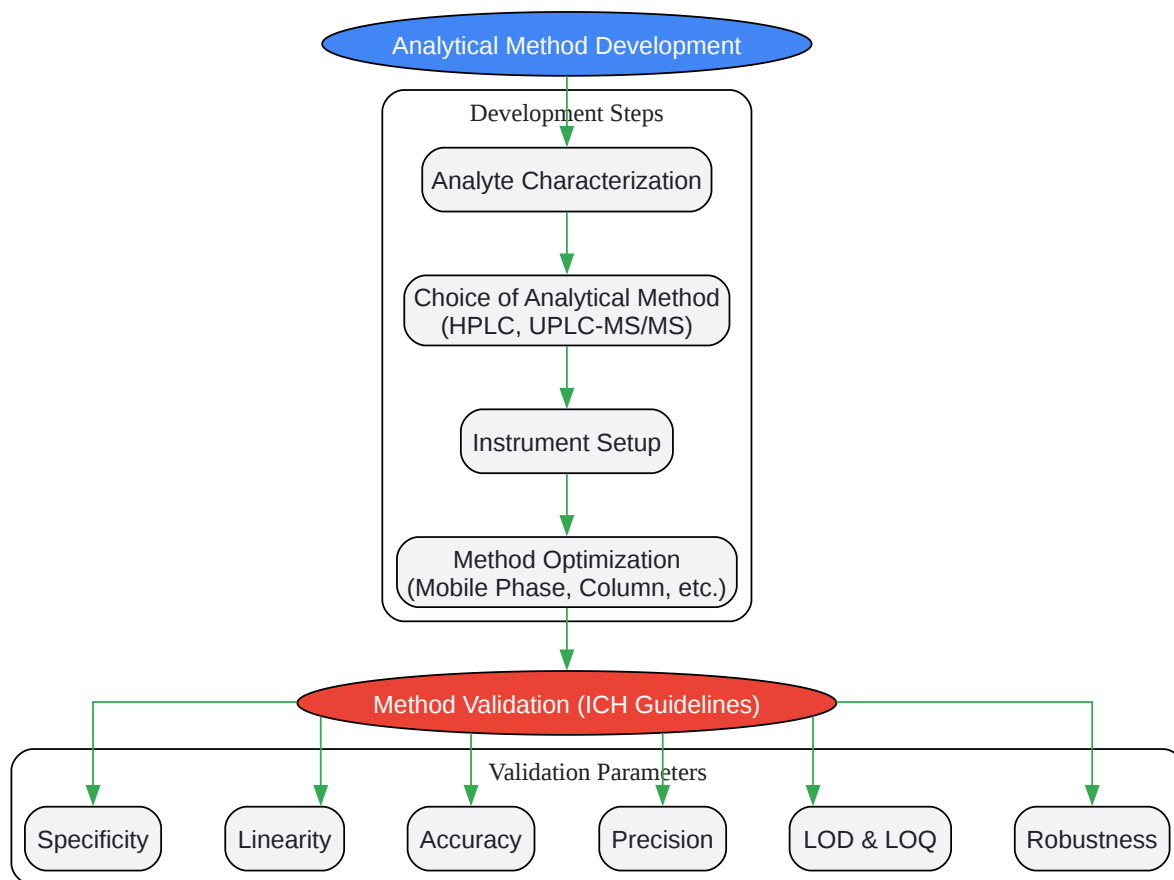 Analytical Method Development
Development Steps
Analyte Characterization
Choice of Analytical Method
(HPLC, UPLC-MS/MS)
Instrument Setup
Method Optimization
(Mobile Phase, Column, etc.)
Method Validation (ICH Guidelines)
Validation Parameters
Specificity
Linearity
Accuracy
Precision
LOD & LOQ
Robustness